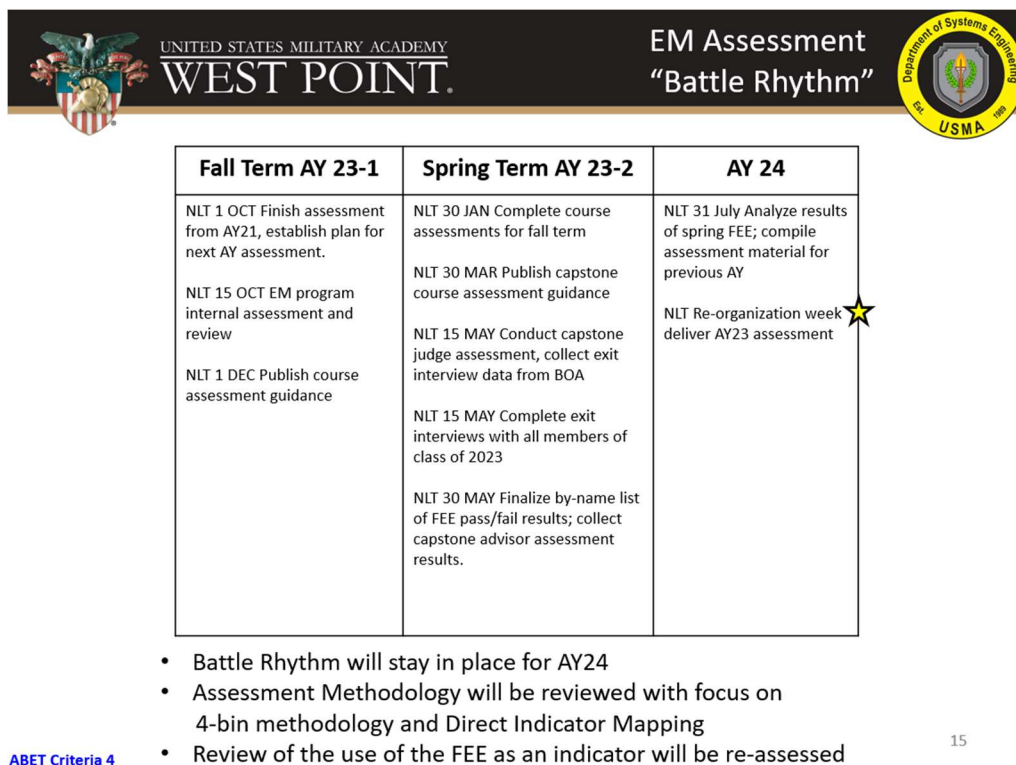 UNITED STATES MILITARY ACADEMY
WEST POINT.
EM Assessment
“Battle Rhythm”
Department of Systems Engineering
Est. 1989
USMA
Fall Term AY 23-1
NLT 1 OCT Finish assessment
from AY21, establish plan for
next AY assessment.
NLT 15 OCT EM program
internal assessment and
review
NLT 1 DEC Publish course
assessment guidance
Spring Term AY 23-2
NLT 30 JAN Complete course
assessments for fall term
NLT 30 MAR Publish capstone
course assessment guidance
NLT 15 MAY Conduct capstone
judge assessment, collect exit
interview data from BOA
NLT 15 MAY Complete exit
interviews with all members of
class of 2023
NLT 30 MAY Finalize by-name list
of FEE pass/fail results; collect
capstone advisor assessment
results.
AY 24
NLT 31 July Analyze results
of spring FEE; compile
assessment material for
previous AY
NLT Re-organization week
deliver AY23 assessment
• Battle Rhythm will stay in place for AY24
• Assessment Methodology will be reviewed with focus on
4-bin methodology and Direct Indicator Mapping
• Review of the use of the FEE as an indicator will be re-assessed
ABET Criteria 4
15